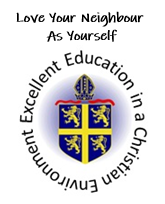 Love Your Neighbour
As Yourself
Excellent Education in a Christian Environment